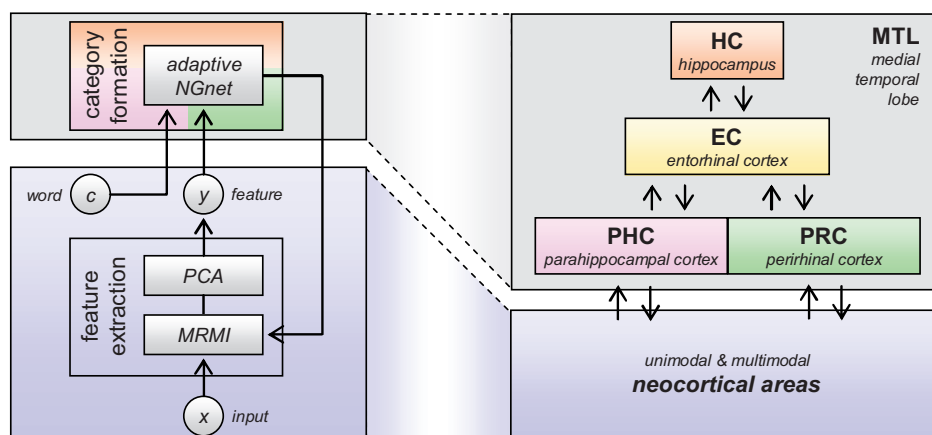 category
formation
adaptive
NGnet
word
c
y
feature
feature
extraction
PCA
MRMI
x
input
HC
hippocampus
MTL
medial
temporal
lobe
EC
entorhinal cortex
PHC
parahippocampal cortex
PRC
perirhinal cortex
unimodal & multimodal
neocortical areas